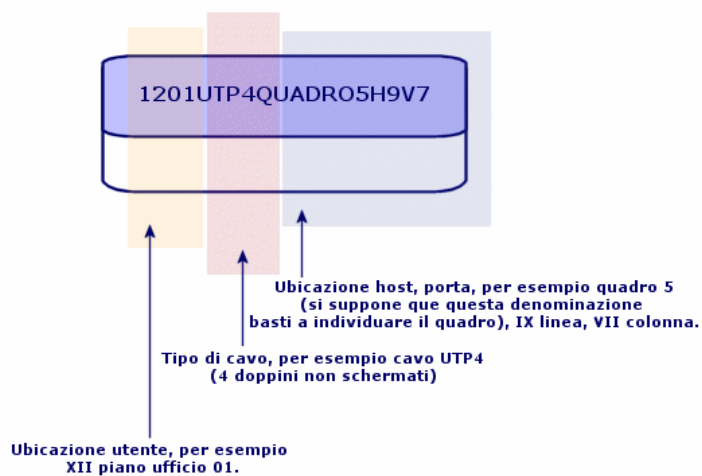 1201UTP4QUADRO5H9V7
Ubicazione host, porta, per esempio quadro 5
(si suppone que questa denominazione
basti a individuare il quadro), IX linea, VII colonna.
Tipo di cavo, per esempio cavo UTP4
(4 doppini non schermati)
Ubicazione utente, per esempio
XII piano ufficio 01.